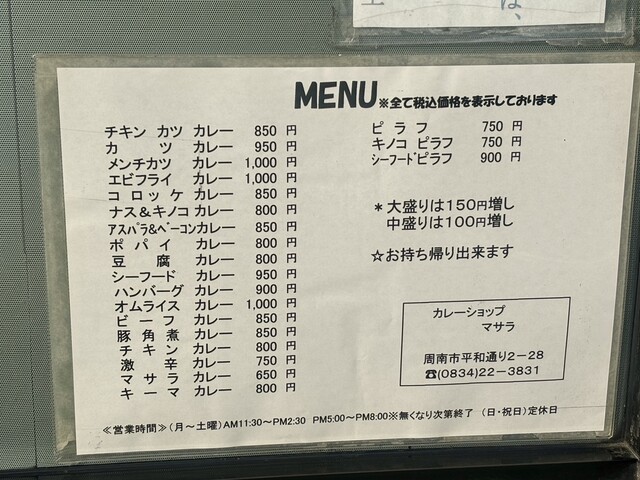 は、
MENU※全て税込価格を表示しております
チキン カツ カレー 850 円
カ ツ カレー 950 円
メンチカツ カレー 1,000 円
エビフライ カレー 1,000 円
コロッケ カレー 850 円
ナス&キノコ カレー 800 円
アスパラ&ベーコンカレー 850 円
ポパイ カレー 800 円
豆腐 カレー 800 円
シーフード カレー 950 円
ハンバーグ カレー 900 円
オムライス カレー 1,000 円
ビーフ カレー 850 円
豚角煮 カレー 850 円
チキン カレー 800 円
激辛 カレー 750 円
マサラ カレー 650 円
キーマ カレー 800 円
ピラフ 750 円
キノコ ピラフ 750 円
シーフードピラフ 900 円
*大盛りは150円増し
中盛りは100円増し
☆お持ち帰り出来ます
カレーショップ
マサラ
周南市平和通り2-28
☎(0834)22-3831
≪営業時間≫(月~土曜)AM11:30~PM2:30 PM5:00~PM8:00※無くなり次第終了 (日・祝日)定休日